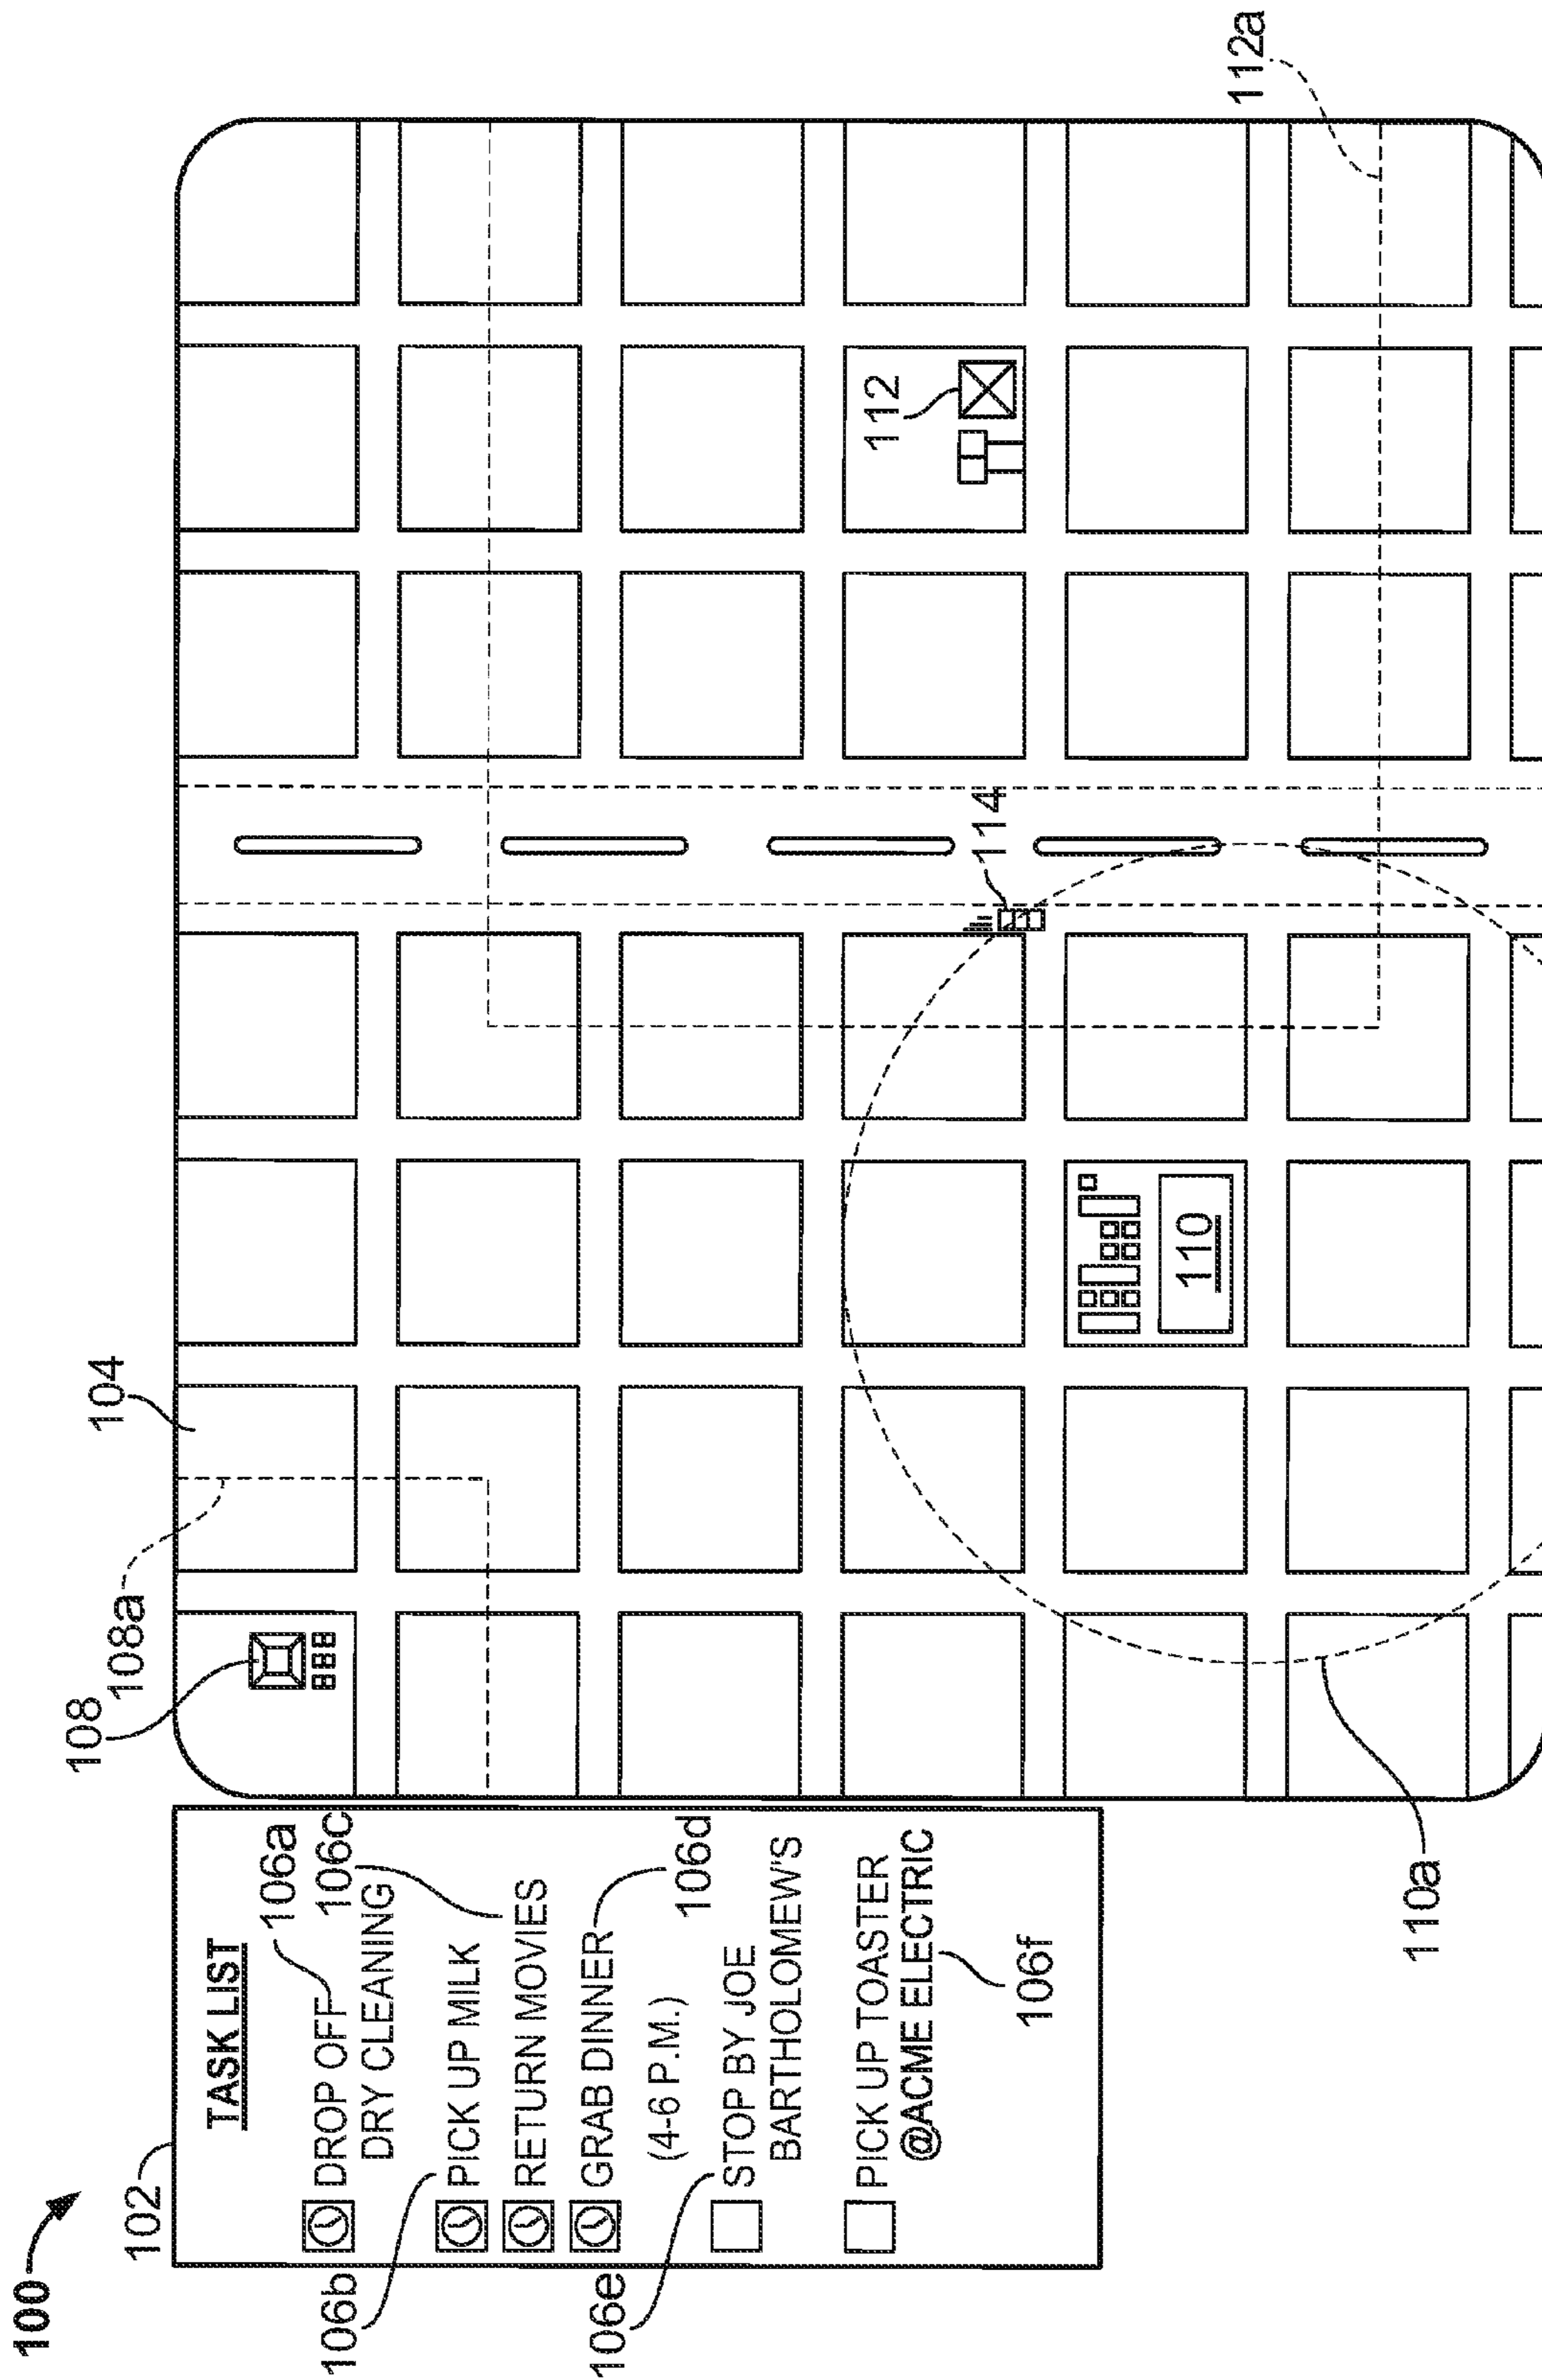 100
102
TASK LIST
DROP OFF
DRY CLEANING
106a
106b
PICK UP MILK
106c
RETURN MOVIES
GRAB DINNER
106d
(4-6 P.M.)
106e
STOP BY JOE
BARTHOLOMEW'S
PICK UP TOASTER
@ACME ELECTRIC
106f
108
108a
104
110
110a
114
112
112a